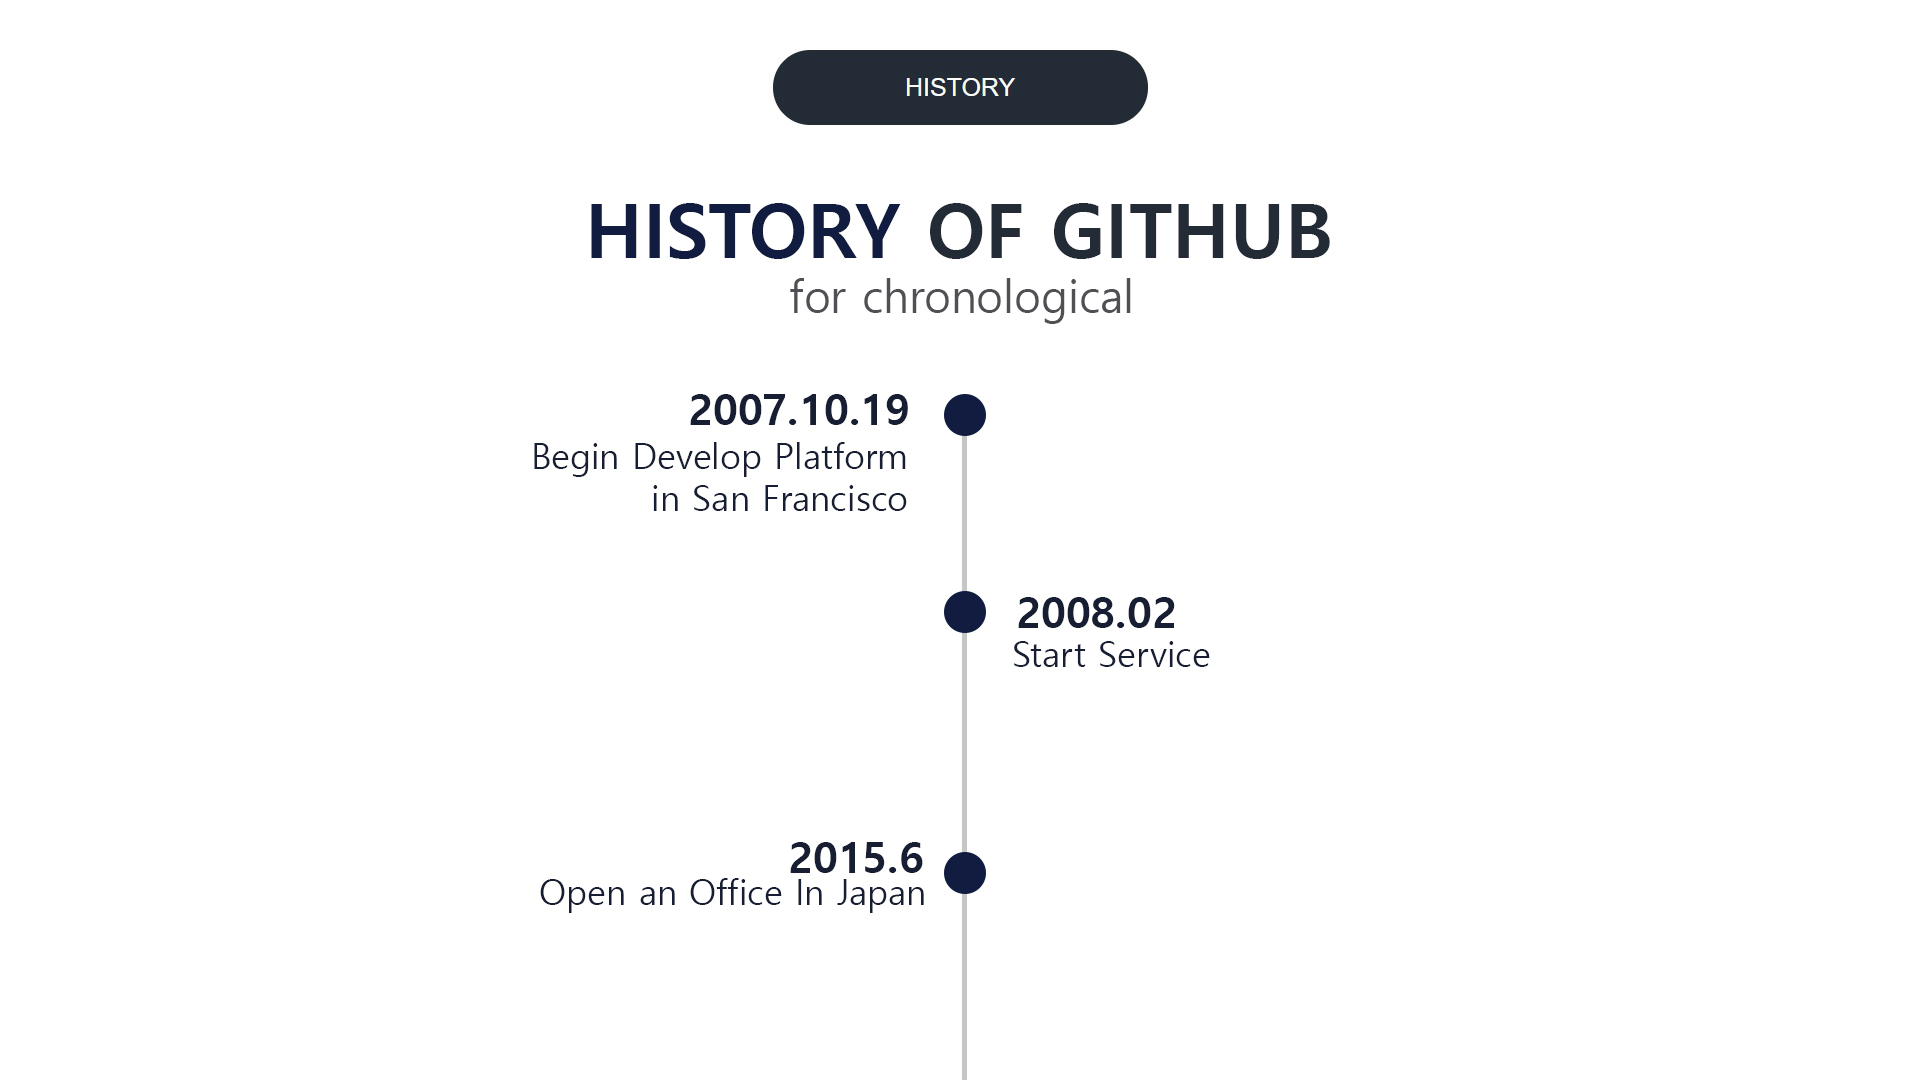 HISTORY
HISTORY OF GITHUB
for chronological
2007.10.19
Begin Develop Platform
in San Francisco
2008.02
Start Service
2015.6
Open an Office In Japan